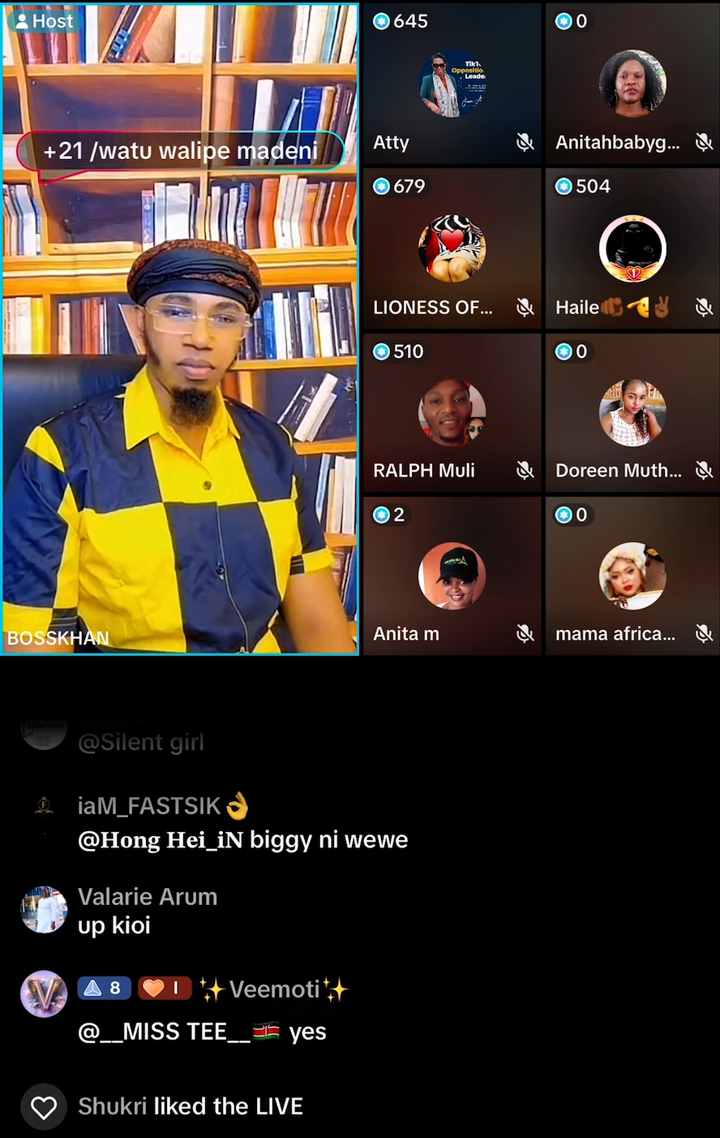 Host
+21 /watu walipe madeni
BOSSKHAN
645
Atty
0
Anitahbabyg...
679
LIONESS OF...
504
Haile🫵🏾🫡✌🏾
510
RALPH Muli
0
Doreen Muth...
2
Anita m
0
mama africa...
@Silent girl
iaM_FASTSIK👌
@Hong Hei_iN biggy ni wewe
Valarie Arum
up kioi
8 I ✨Veemoti✨
@__MISS TEE__🇰🇪 yes
Shukri liked the LIVE